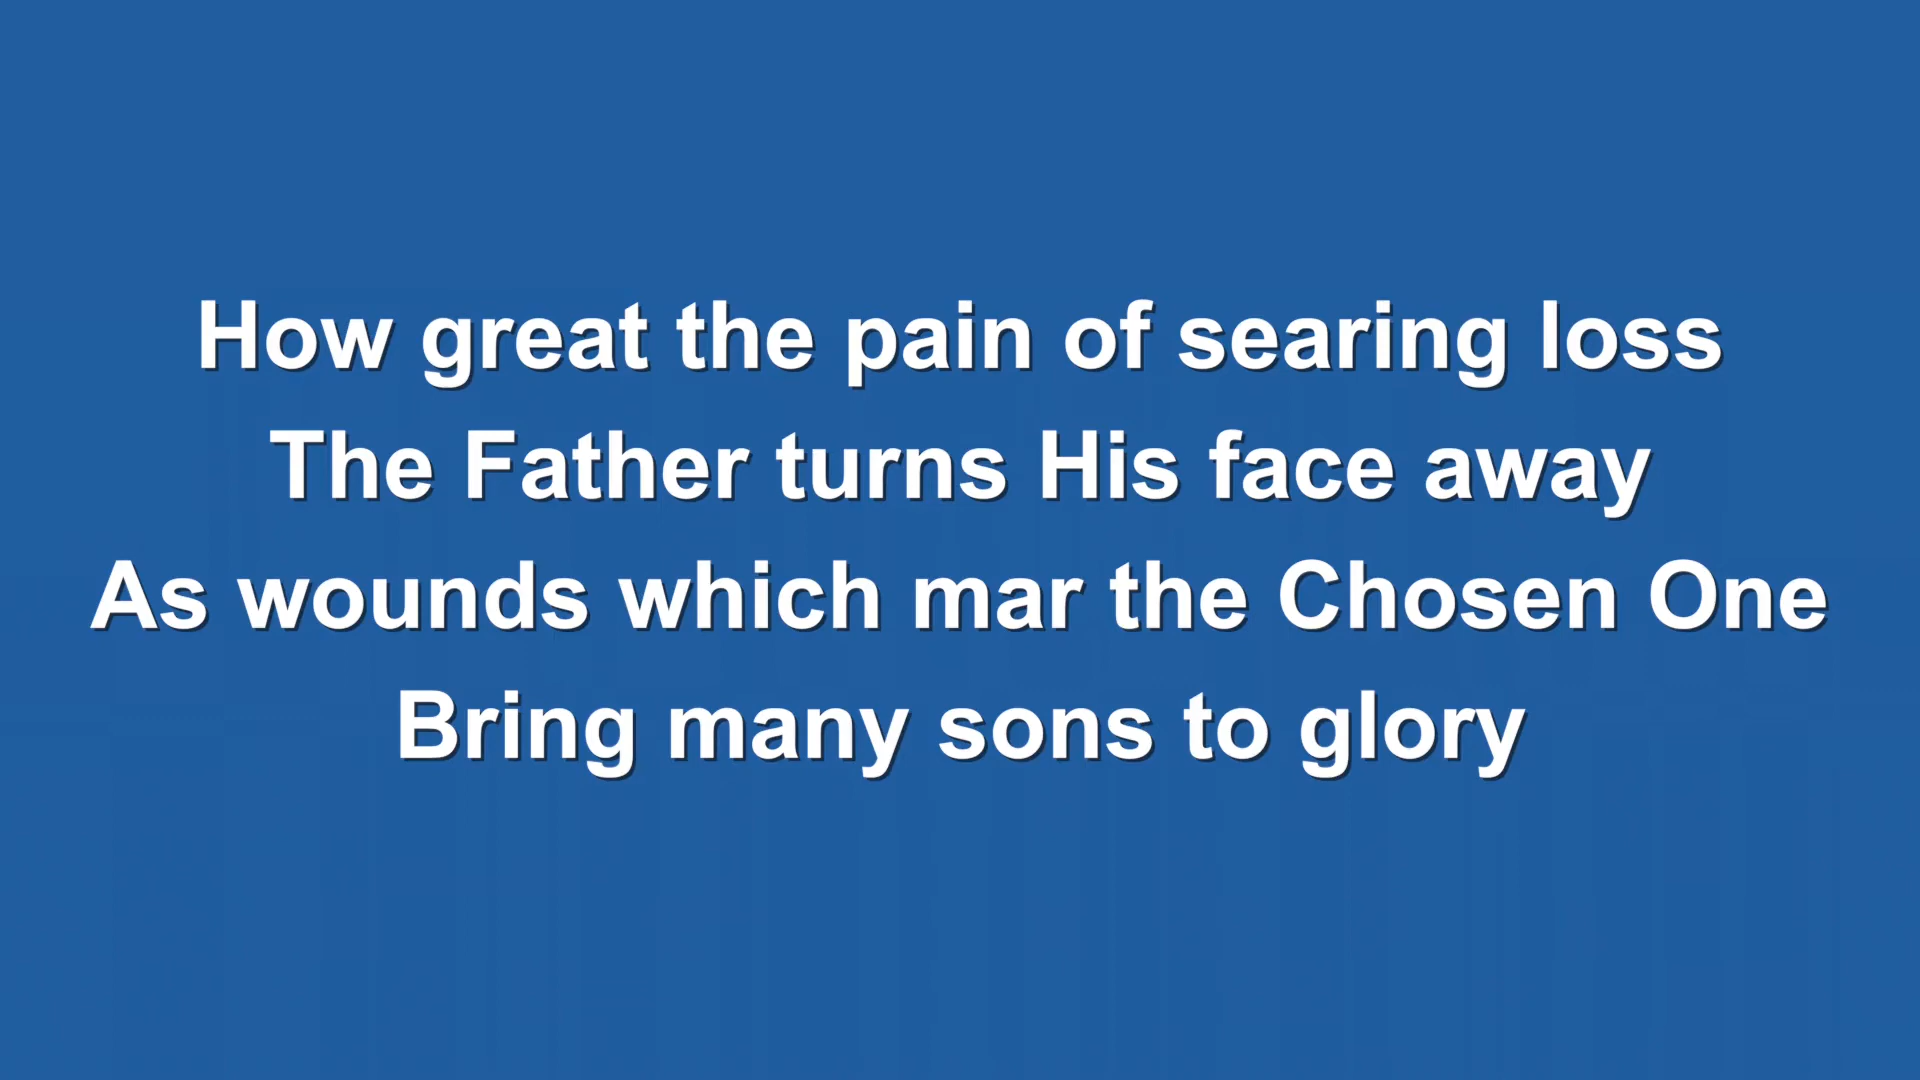 How great the pain of searing loss
The Father turns His face away
As wounds which mar the Chosen One
Bring many sons to glory